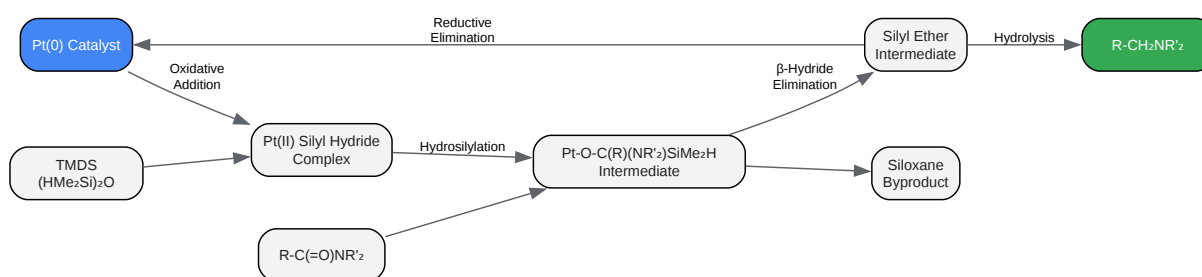 Pt(0) Catalyst
Reductive
Elimination
Silyl Ether
Intermediate
Hydrolysis
R-CH₂NR'₂
Oxidative
Addition
β-Hydride
Elimination
TMDS
(HMe₂Si)₂O
Pt(II) Silyl Hydride
Complex
Hydrosilylation
Pt-O-C(R)(NR'₂)SiMe₂H
Intermediate
Siloxane
Byproduct
R-C(=O)NR'₂